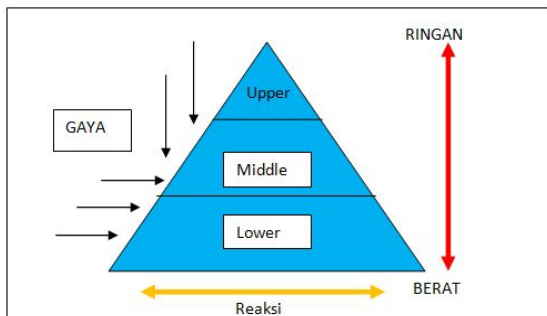 RINGAN
Upper
GAYA
Middle
Lower
BERAT
Reaksi